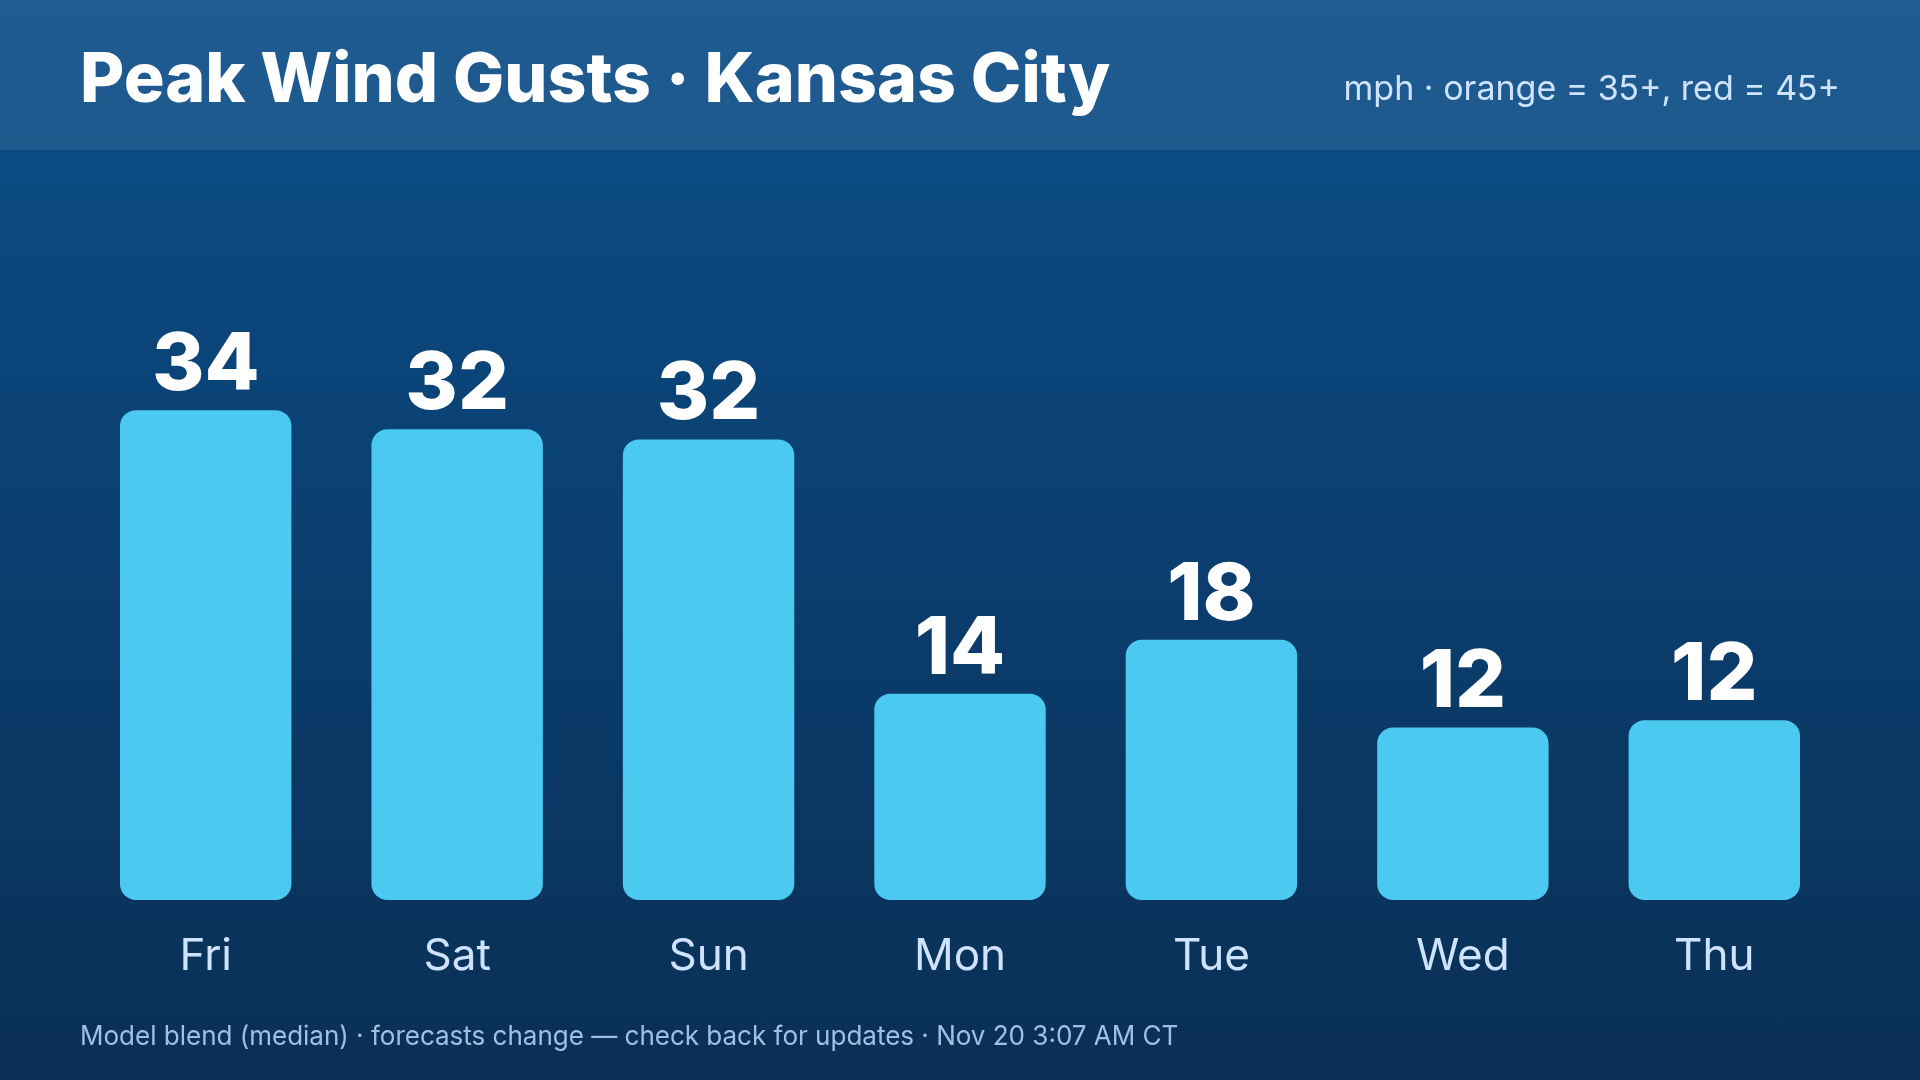 Peak Wind Gusts · Kansas City
mph · orange = 35+, red = 45+
34
32
32
14
18
12
12
Fri
Sat
Sun
Mon
Tue
Wed
Thu
Model blend (median) · forecasts change — check back for updates · Nov 20 3:07 AM CT